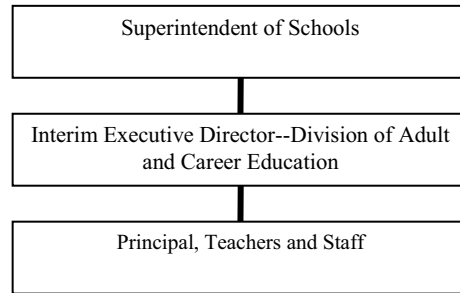 Superintendent of Schools
Interim Executive Director--Division of Adult
and Career Education
Principal, Teachers and Staff